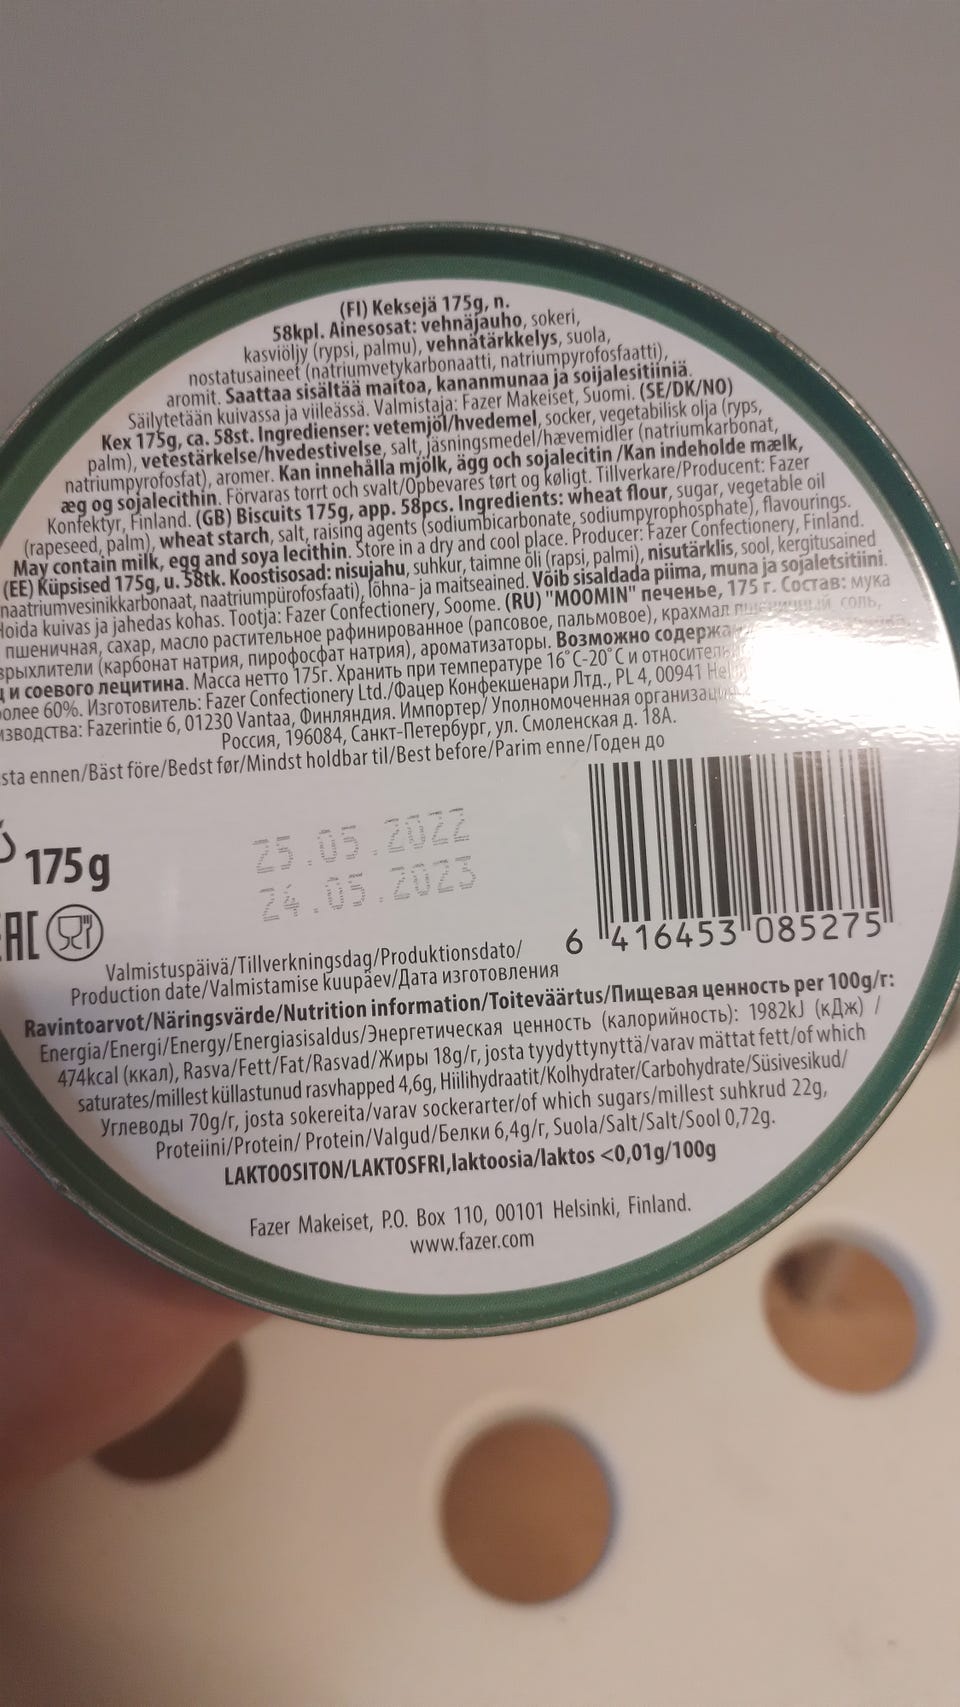 (FI) Keksejä 175g, n.
58kpl. Ainesosat: vehnäjauho, sokeri,
kasviöljy (rypsi, palmu), vehnätärkkelys, suola,
nostatusaineet (natriumvetykarbonaatti, natriumpyrofosfaatti),
aromit. Saattaa sisältää maitoa, kananmunaa ja soijalesitiiniä.
Säilytetään kuivassa ja viileässä. Valmistaja: Fazer Makeiset, Suomi. (SE/DK/NO)
Kex 175g, ca. 58st. Ingredienser: vetemjöl/hvedemel, socker, vegetabilisk olja (ryps,
palm), vetestärkelse/hvedestivelse, salt, jäsningsmedel/hævemidler (natriumkarbonat,
natriumpyrofosfat), aromer. Kan innehålla mjölk, ägg och sojalecitin /Kan indeholde mælk,
æg og sojalecithin. Förvaras torrt och svalt/Opbevares tørt og køligt. Tillverkare/Producent: Fazer
Konfektyr, Finland. (GB) Biscuits 175g, app. 58pcs. Ingredients: wheat flour, sugar, vegetable oil
(rapeseed, palm), wheat starch, salt, raising agents (sodiumbicarbonate, sodiumpyrophosphate), flavourings.
May contain milk, egg and soya lecithin. Store in a dry and cool place. Producer: Fazer Confectionery, Finland.
(EE) Küpsised 175g, u. 58tk. Koostisosad: nisujahu, suhkur, taimne õli (rapsi, palmi), nisutärklis, sool, kergitusained
naatriumvesinikkarbonaat, naatriumpürofosfaati), lõhna- ja maitseained. Võib sisaldada piima, muna ja sojaletsitiini.
Hoida kuivas ja jahedas kohas. Tootja: Fazer Confectionery, Soome. (RU) "MOOMIN" печенье, 175 г. Состав: мука
пшеничная, сахар, масло растительное рафинированное (рапсовое, пальмовое), крахмал пшеничный, соль,
зрыхлители (карбонат натрия, пирофосфат натрия), ароматизаторы. Возможно содержа
ц и соевого лецитина. Масса нетто 175г. Хранить при температуре 16°C-20°C и относитель
более 60%. Изготовитель: Fazer Confectionery Ltd./Фацер Конфекшенари Лтд., PL 4, 00941 Hel
изводства: Fazerintie 6, 01230 Vantaa, Финляндия. Импортер/ Уполномоченная организация
Россия, 196084, Санкт-Петербург, ул. Смоленская д. 18А.
sta ennen/Bäst före/Bedst før/Mindst holdbar til/Best before/Parim enne/Годен до
175g
25.05.2022
24.05.2023
EAC
6 416453 085275
Valmistuspäivä/Tillverkningsdag/Produktionsdato/
Production date/Valmistamise kuupäev/Дата изготовления
Ravintoarvot/Näringsvärde/Nutrition information/Toiteväärtus/Пищевая ценность per 100g/г:
Energia/Energi/Energy/Energiasisaldus/Энергетическая ценность (калорийность): 1982kJ (кДж) /
474kcal (ккал), Rasva/Fett/Fat/Rasvad/Жиры 18g/г, josta tyydyttynyttä/varav mättat fett/of which
saturates/millest küllastunud rasvhapped 4,6g, Hiilihydraatit/Kolhydrater/Carbohydrate/Süsivesikud/
Углеводы 70g/г, josta sokereita/varav sockerarter/of which sugars/millest suhkrud 22g,
Proteiini/Protein/ Protein/Valgud/Белки 6,4g/г, Suola/Salt/Salt/Sool 0,72g.
LAKTOOSITON/LAKTOSFRI,laktoosia/laktos <0,01g/100g
Fazer Makeiset, P.O. Box 110, 00101 Helsinki, Finland.
www.fazer.com